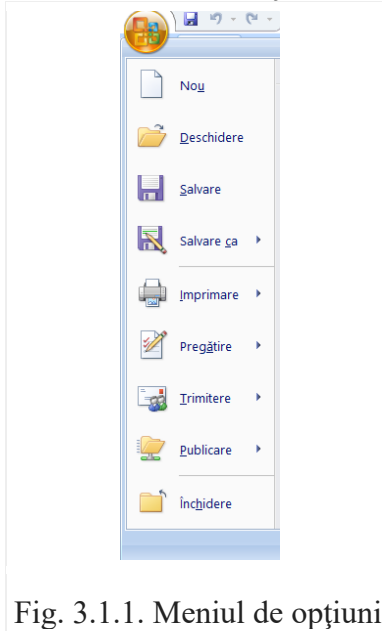 Nou
Deschidere
Salvare
Salvare ca
Imprimare
Pregătire
Trimitere
Publicare
Închidere
Fig. 3.1.1. Meniul de opţiuni